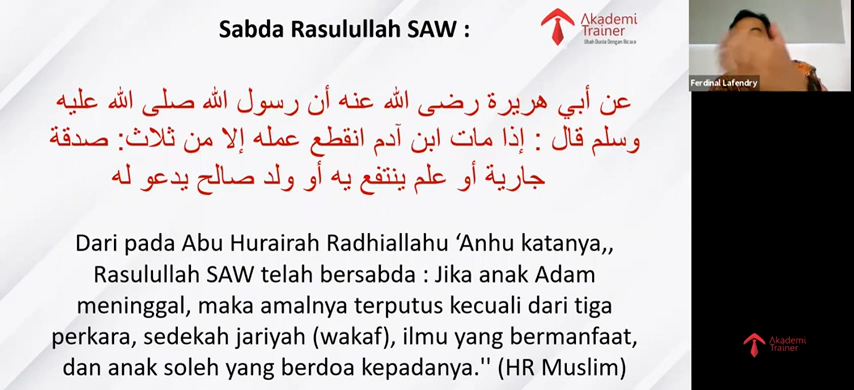 Sabda Rasulullah SAW :
Akademi
Trainer
Ubah Dunia Dengan Bicara
Ferdinal Lafendry
عن أبي هريرة رضى الله عنه أن رسول الله صلى الله عليه
وسلم قال : إذا مات ابن آدم انقطع عمله إلا من ثلاث: صدقة
جارية أو علم ينتفع يه أو ولد صالح يدعو له
Dari pada Abu Hurairah Radhiallahu ‘Anhu katanya,,
Rasulullah SAW telah bersabda : Jika anak Adam
meninggal, maka amalnya terputus kecuali dari tiga
perkara, sedekah jariyah (wakaf), ilmu yang bermanfaat,
dan anak soleh yang berdoa kepadanya.'' (HR Muslim)
Akademi
Trainer